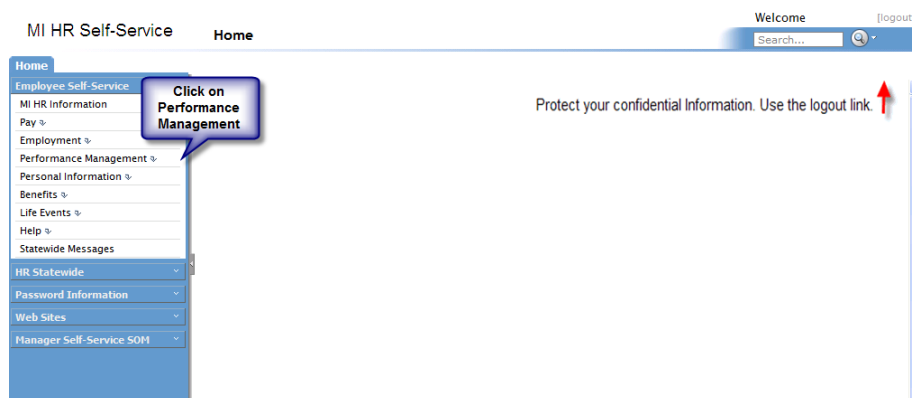 MI HR Self-Service
Home
Welcome
[logout
Search...
Home
Employee Self-Service
MI HR Information
Pay
Employment
Performance Management
Personal Information
Benefits
Life Events
Help
Statewide Messages
HR Statewide
Password Information
Web Sites
Manager Self-Service SOM
Click on
Performance
Management
Protect your confidential Information. Use the logout link.